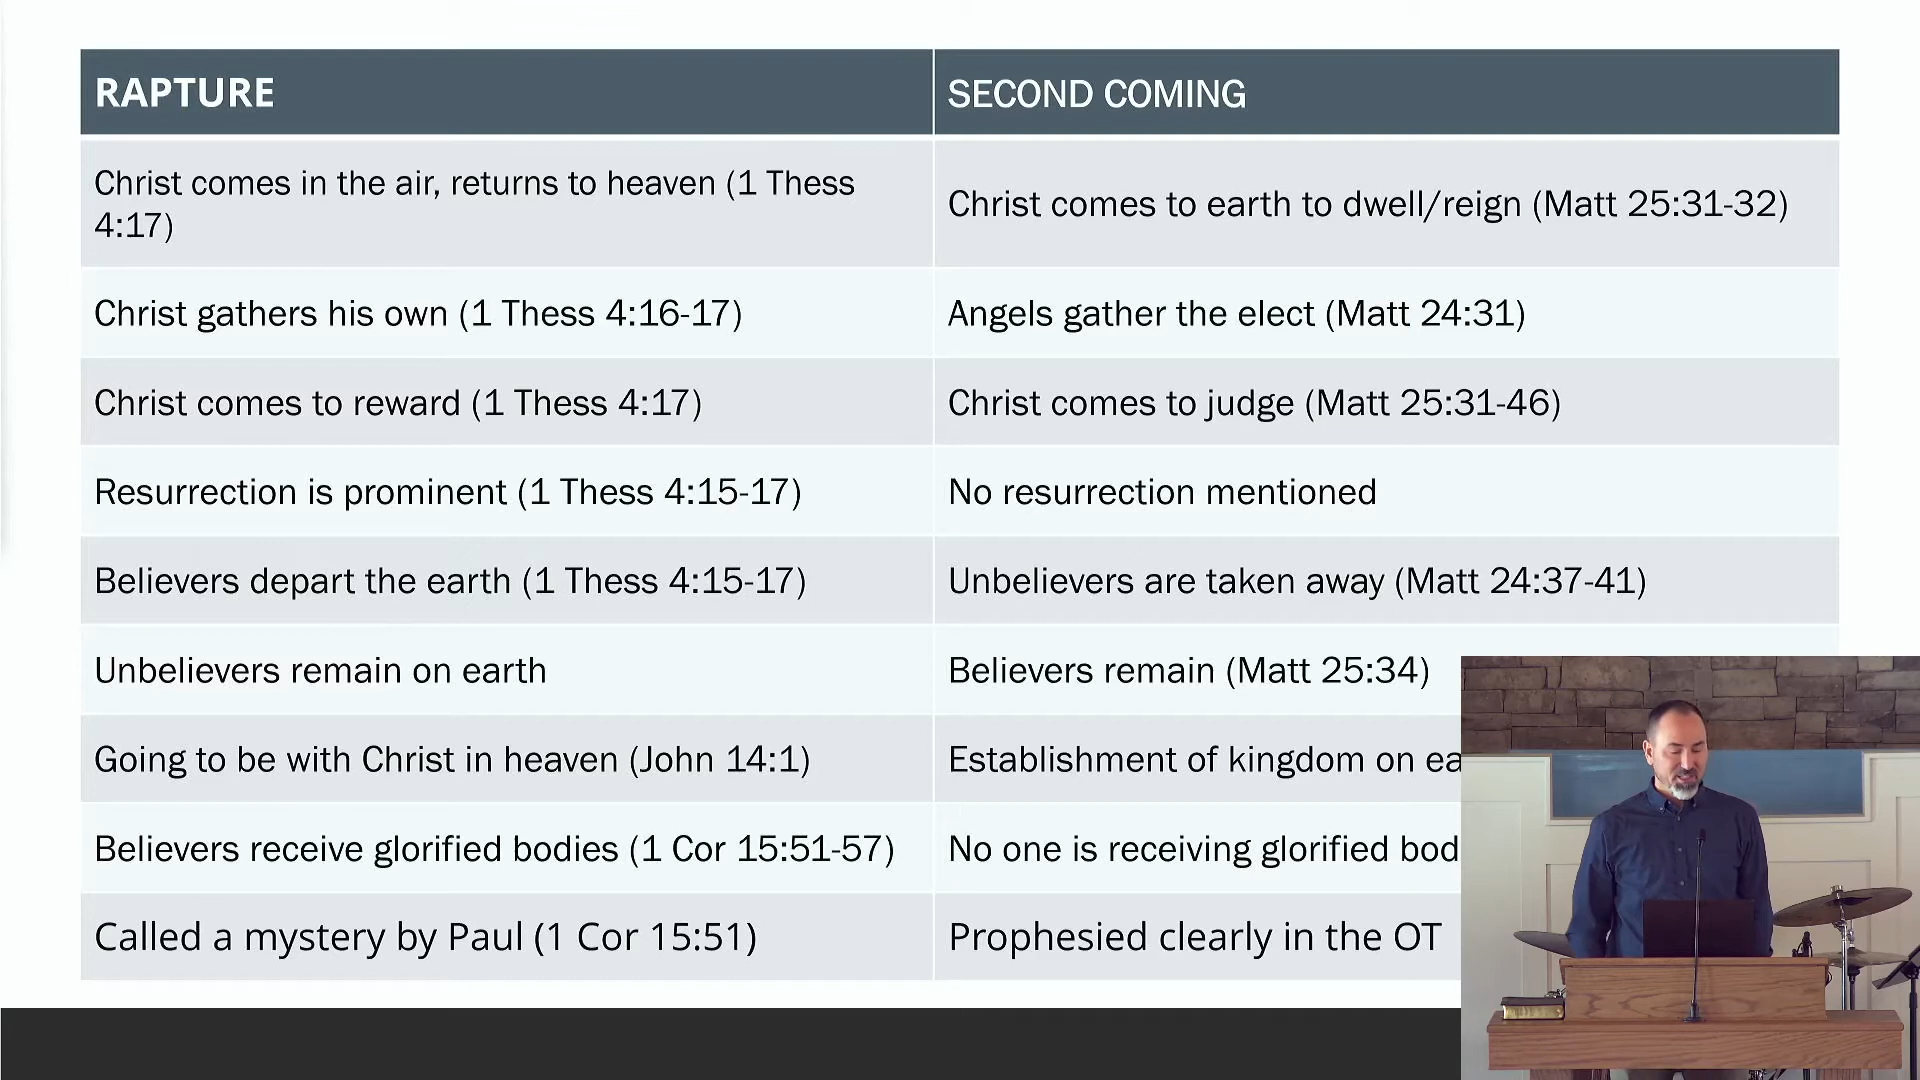 RAPTURE
SECOND COMING
Christ comes in the air, returns to heaven (1 Thess
4:17)
Christ comes to earth to dwell/reign (Matt 25:31-32)
Christ gathers his own (1 Thess 4:16-17)
Angels gather the elect (Matt 24:31)
Christ comes to reward (1 Thess 4:17)
Christ comes to judge (Matt 25:31-46)
Resurrection is prominent (1 Thess 4:15-17)
No resurrection mentioned
Believers depart the earth (1 Thess 4:15-17)
Unbelievers are taken away (Matt 24:37-41)
Unbelievers remain on earth
Believers remain (Matt 25:34)
Going to be with Christ in heaven (John 14:1)
Establishment of kingdom on
Believers receive glorified bodies (1 Cor 15:51-57)
No one is receiving glorified
Called a mystery by Paul (1 Cor 15:51)
Prophesied clearly in the OT